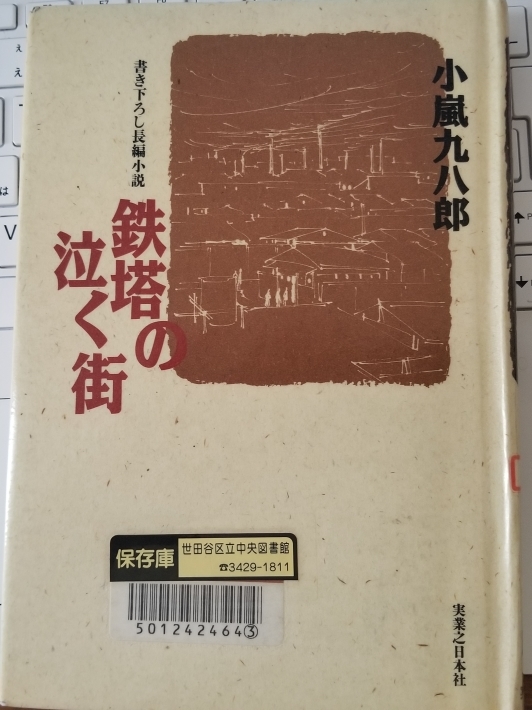 小嵐九八郎
書き下ろし長編小説
鉄塔の
泣く街
保存庫
世田谷区立中央図書館
☎3429-1811
501242464③
実業之日本社